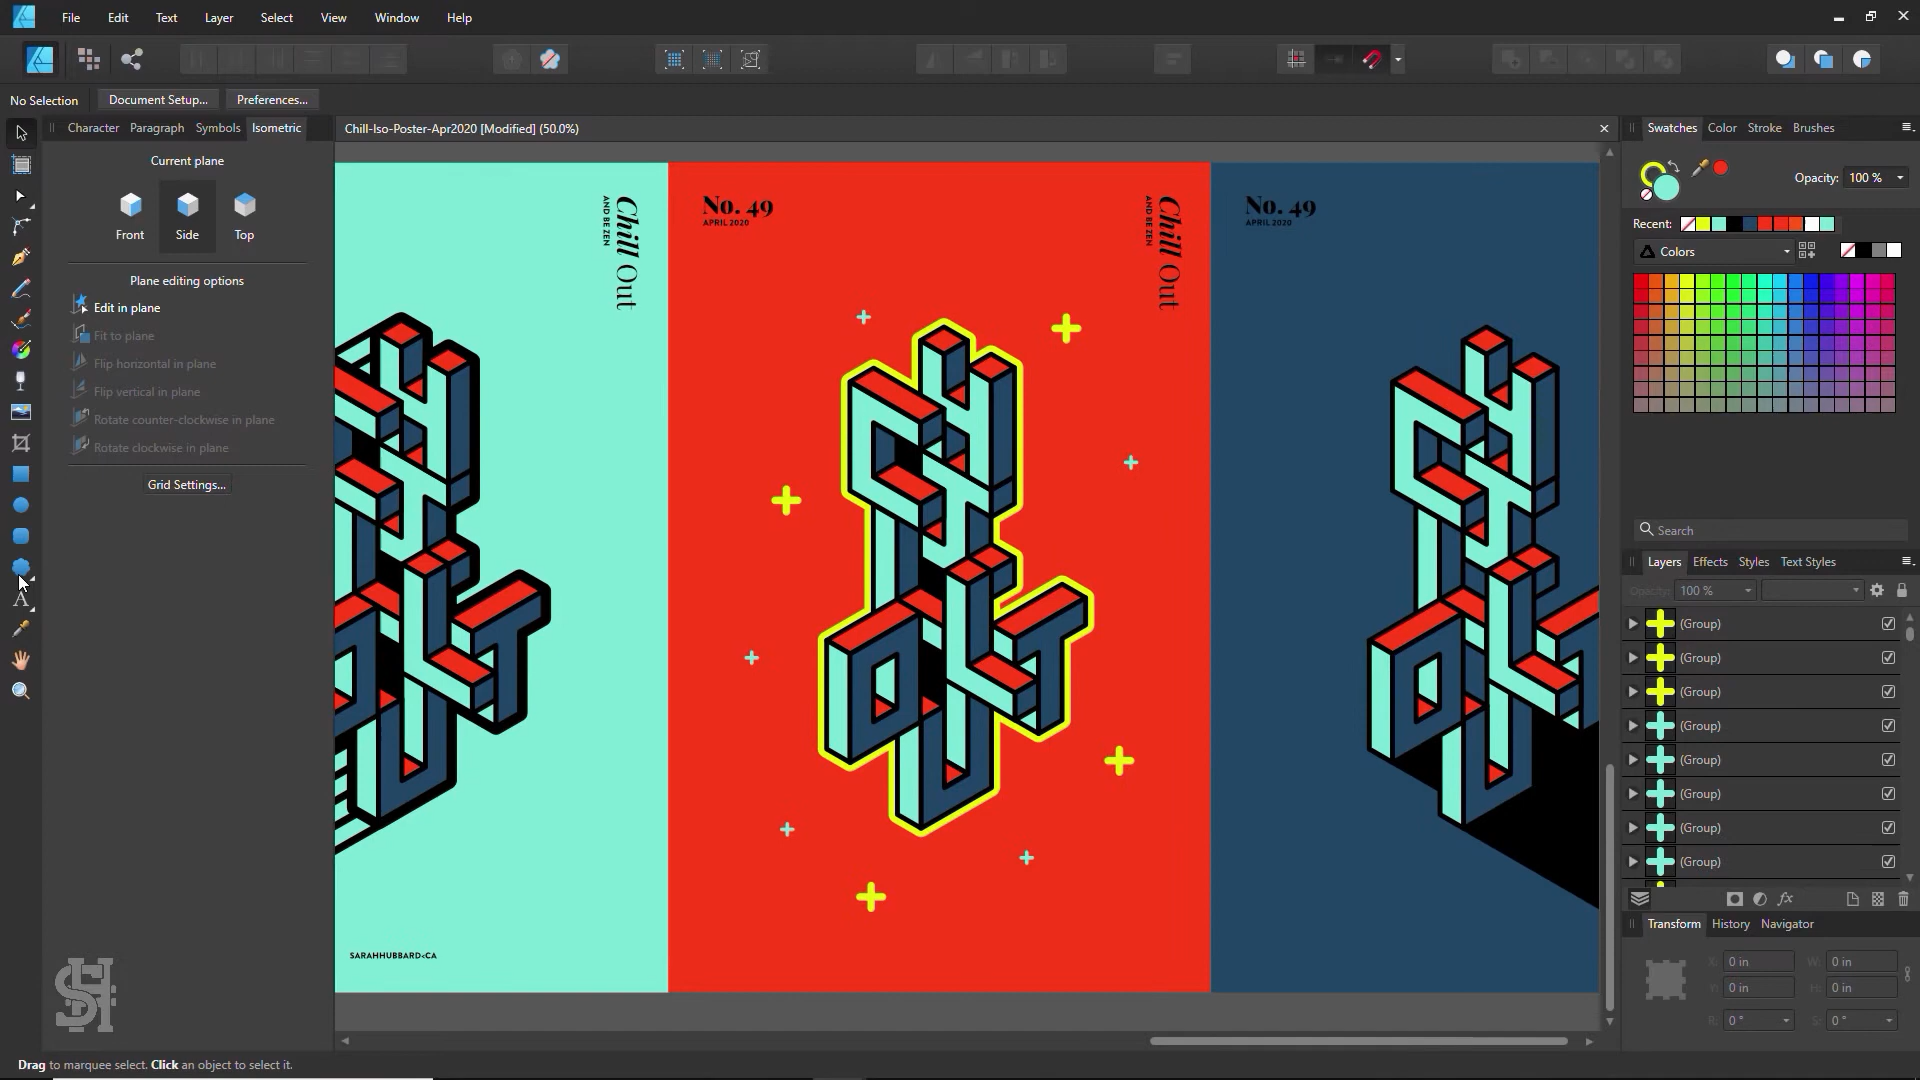 File Edit Text Layer Select View Window Help
No Selection Document Setup... Preferences...
Character Paragraph Symbols Isometric
Chill-Iso-Poster-Apr2020 [Modified] (50.0%)
Swatches Color Stroke Brushes
Current plane
Front Side Top
Plane editing options
Edit in plane
Fit to plane
Flip horizontal in plane
Flip vertical in plane
Rotate counter-clockwise in plane
Rotate clockwise in plane
Grid Settings...
Chill Out
AND BE ZEN
No. 49
APRIL 2020
Chill Out
AND BE ZEN
No. 49
APRIL 2020
CHILL
OUT
SARAHHUBBARD<CA
Opacity: 100 %
Recent:
Colors
Search
Layers Effects Styles Text Styles
Opacity: 100 %
(Group)
(Group)
(Group)
(Group)
(Group)
(Group)
(Group)
(Group)
Transform History Navigator
X: 0 in W: 0 in
Y: 0 in H: 0 in
R: 0 ° S: 0 °
SH
Drag to marquee select. Click an object to select it.